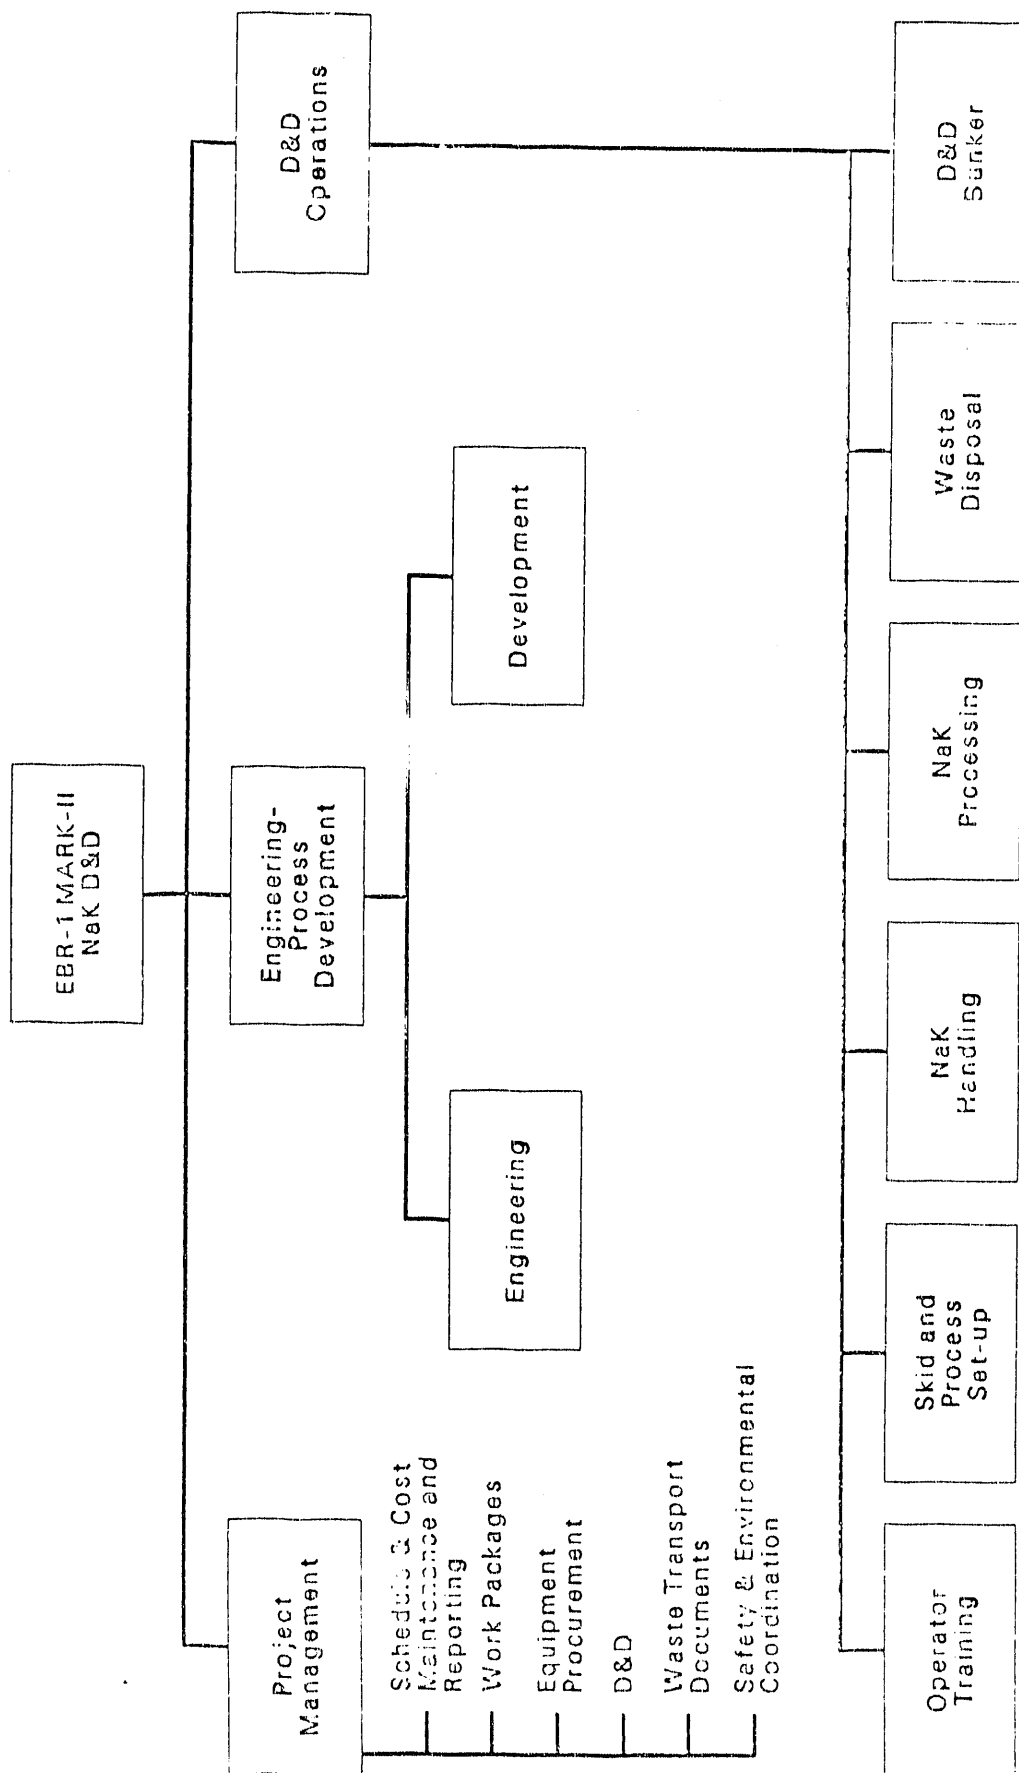 EBR-1 MARK-II
NaK D&D
Project
Management
Engineering-
Process
Development
D&D
Operations
Schedule & Cost
Maintenance and
Reporting
Work Packages
Equipment
Procurement
D&D
Waste Transport
Documents
Safety & Environmental
Coordination
Engineering
Development
Operator
Training
Skid and
Process
Set-up
NaK
Handling
NaK
Processing
Waste
Disposal
D&D
Bunker